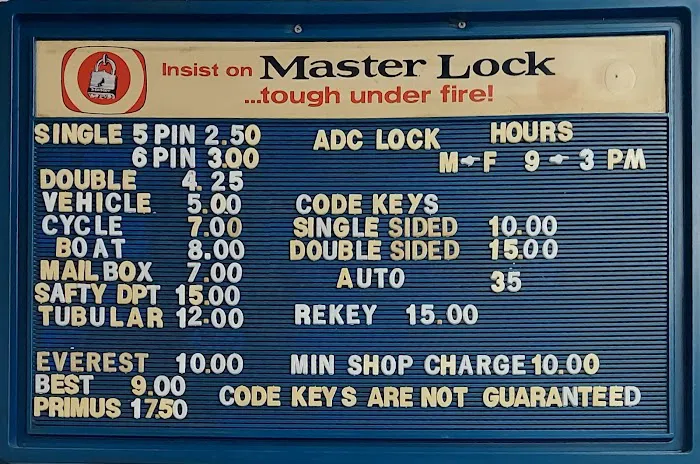 Insist on Master Lock
...tough under fire!
SINGLE 5 PIN 2.50
6 PIN 3.00
DOUBLE 4.25
VEHICLE 5.00
CYCLE 7.00
BOAT 8.00
MAILBOX 7.00
SAFTY DPT 15.00
TUBULAR 12.00
EVEREST 10.00
BEST 9.00
PRIMUS 17.50
ADC LOCK
HOURS
M-F 9-3 PM
CODE KEYS
SINGLE SIDED 10.00
DOUBLE SIDED 15.00
AUTO 35
REKEY 15.00
MIN SHOP CHARGE 10.00
CODE KEYS ARE NOT GUARANTEED